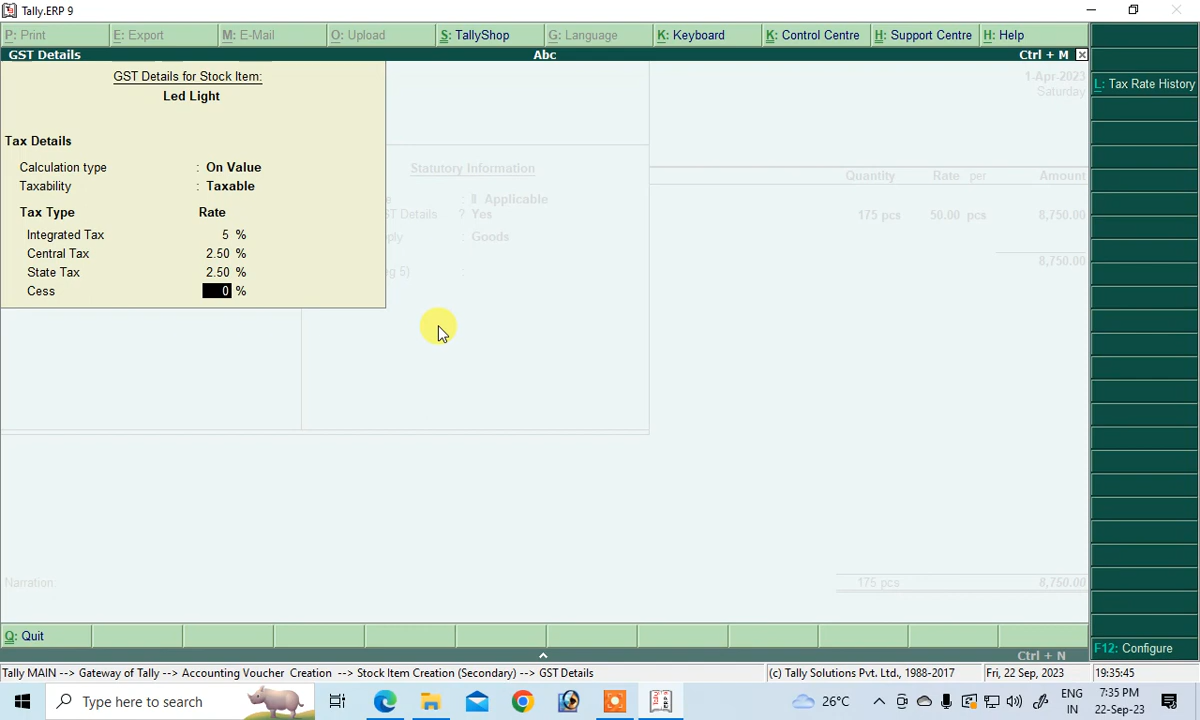 Tally.ERP 9
P: Print E: Export M: E-Mail O: Upload S: TallyShop G: Language K: Keyboard K: Control Centre H: Support Centre H: Help
GST Details Abc Ctrl + M
GST Details for Stock Item:
Led Light
1-Apr-2023
Saturday
L: Tax Rate History
Tax Details
Calculation type : On Value
Taxability : Taxable
Tax Type Rate
Integrated Tax 5 %
Central Tax 2.50 %
State Tax 2.50 %
Cess 0 %
Statutory Information
Applicable
GST Details ? Yes
: Goods
:
Quantity Rate per Amount
175 pcs 50.00 pcs 8,750.00
8,750.00
Narration 175 pcs 8,750.00
Q: Quit
F12: Configure
Ctrl + N
Tally MAIN --> Gateway of Tally --> Accounting Voucher Creation --> Stock Item Creation (Secondary) --> GST Details (c) Tally Solutions Pvt. Ltd., 1988-2017 Fri, 22 Sep, 2023 19:35:45
Type here to search 26°C ENG IN 7:35 PM 22-Sep-23